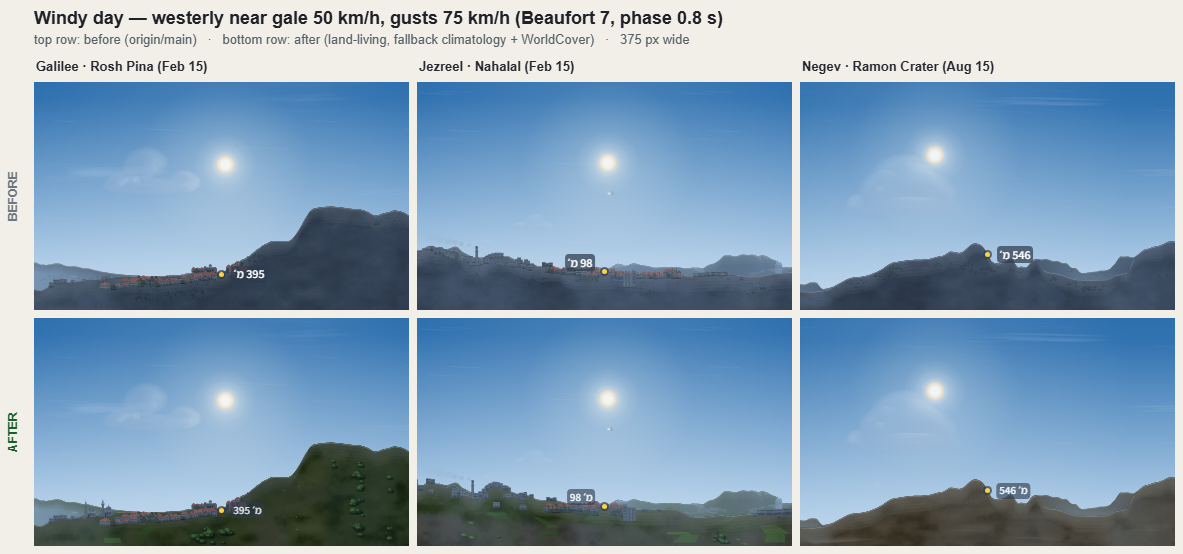 Windy day — westerly near gale 50 km/h, gusts 75 km/h (Beaufort 7, phase 0.8 s)
top row: before (origin/main) · bottom row: after (land-living, fallback climatology + WorldCover) · 375 px wide
Galilee · Rosh Pina (Feb 15)
Jezreel · Nahalal (Feb 15)
Negev · Ramon Crater (Aug 15)
BEFORE
395 מ'
98 מ'
546 מ'
AFTER
395 מ'
98 מ'
546 מ'